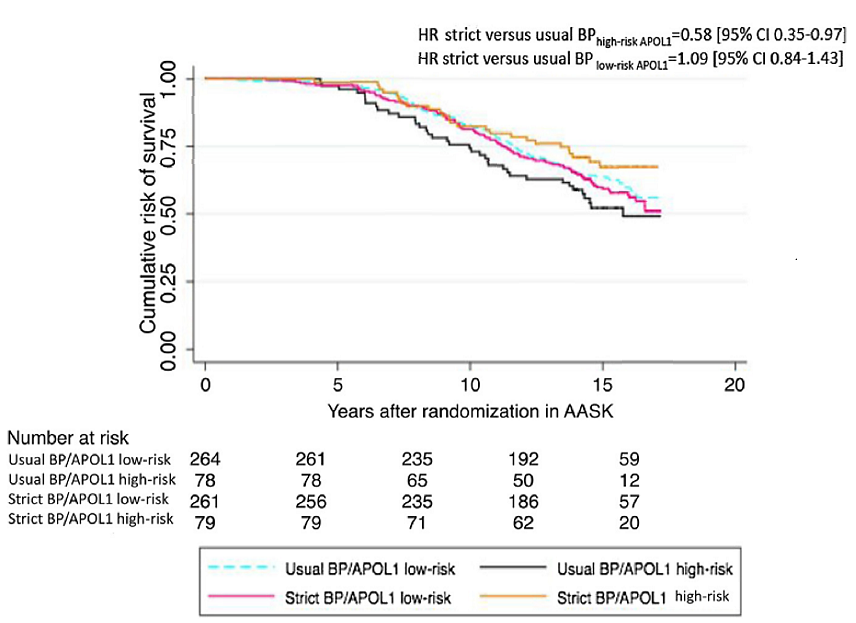 HR strict versus usual BP high-risk APOL1=0.58 [95% CI 0.35-0.97]
HR strict versus usual BP low-risk APOL1=1.09 [95% CI 0.84-1.43]
Cumulative risk of survival
1.00
0.75
0.50
0.25
0.00
0 5 10 15 20
Years after randomization in AASK
Number at risk
Usual BP/APOL1 low-risk 264 261 235 192 59
Usual BP/APOL1 high-risk 78 78 65 50 12
Strict BP/APOL1 low-risk 261 256 235 186 57
Strict BP/APOL1 high-risk 79 79 71 62 20
Usual BP/APOL1 low-risk Usual BP/APOL1 high-risk
Strict BP/APOL1 low-risk Strict BP/APOL1 high-risk